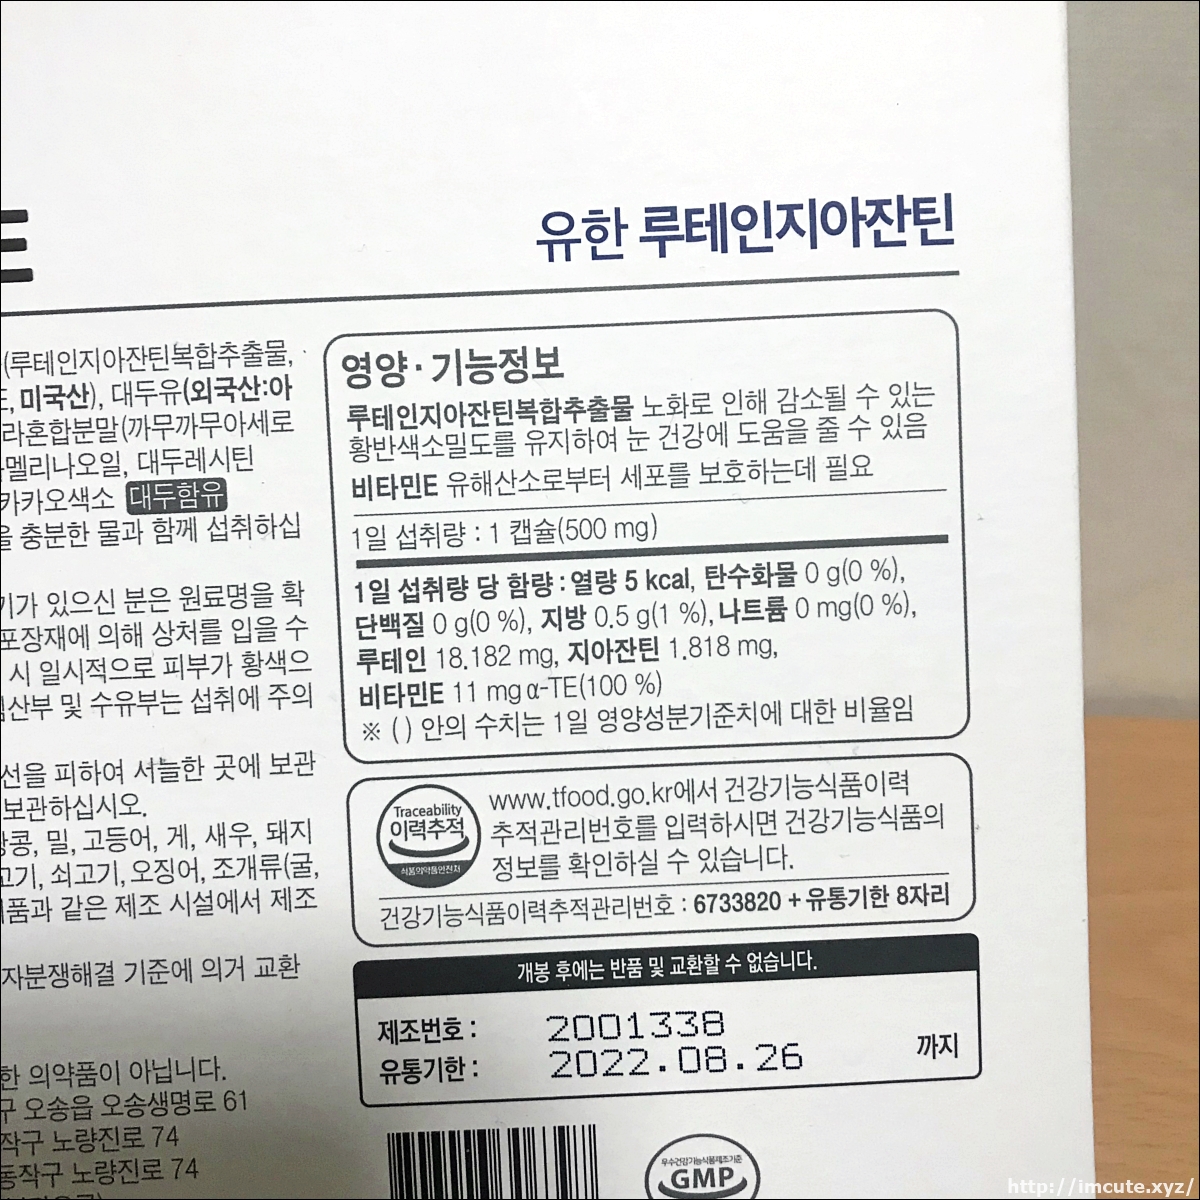 드
유한 루테인지아잔틴
(루테인지아잔틴복합추출물,
미국산), 대두유(외국산:아
라혼합분말(까무까무아세로
멜리나오일, 대두레시틴
카카오색소 대두함유
을 충분한 물과 함께 섭취하십
기가 있으신 분은 원료명을 확
포장재에 의해 상처를 입을 수
시 일시적으로 피부가 황색으
임산부 및 수유부는 섭취에 주의
선을 피하여 서늘한 곳에 보관
보관하십시오.
콩, 밀, 고등어, 게, 새우, 돼지
고기, 쇠고기, 오징어, 조개류(굴,
품과 같은 제조 시설에서 제조
자분쟁해결 기준에 의거 교환
한 의약품이 아닙니다.
구 오송읍 오송생명로 61
작구 노량진로 74
동작구 노량진로 74
영양·기능정보
루테인지아잔틴복합추출물 노화로 인해 감소될 수 있는
황반색소밀도를 유지하여 눈 건강에 도움을 줄 수 있음
비타민E 유해산소로부터 세포를 보호하는데 필요
1일 섭취량 : 1 캡슐(500 mg)
1일 섭취량 당 함량 : 열량 5 kcal, 탄수화물 0 g(0 %),
단백질 0 g(0 %), 지방 0.5 g(1 %), 나트륨 0 mg(0 %),
루테인 18.182 mg, 지아잔틴 1.818 mg,
비타민E 11 mg α-TE(100 %)
※ ( ) 안의 수치는 1일 영양성분기준치에 대한 비율임
Traceability
이력추적
식품의약품안전처
www.tfood.go.kr에서 건강기능식품이력
추적관리번호를 입력하시면 건강기능식품의
정보를 확인하실 수 있습니다.
건강기능식품이력추적관리번호 : 6733820 + 유통기한 8자리
개봉 후에는 반품 및 교환할 수 없습니다.
제조번호 : 2001338
유통기한 : 2022.08.26 까지
우수건강기능식품제조기준
GMP
http://imcute.xyz/